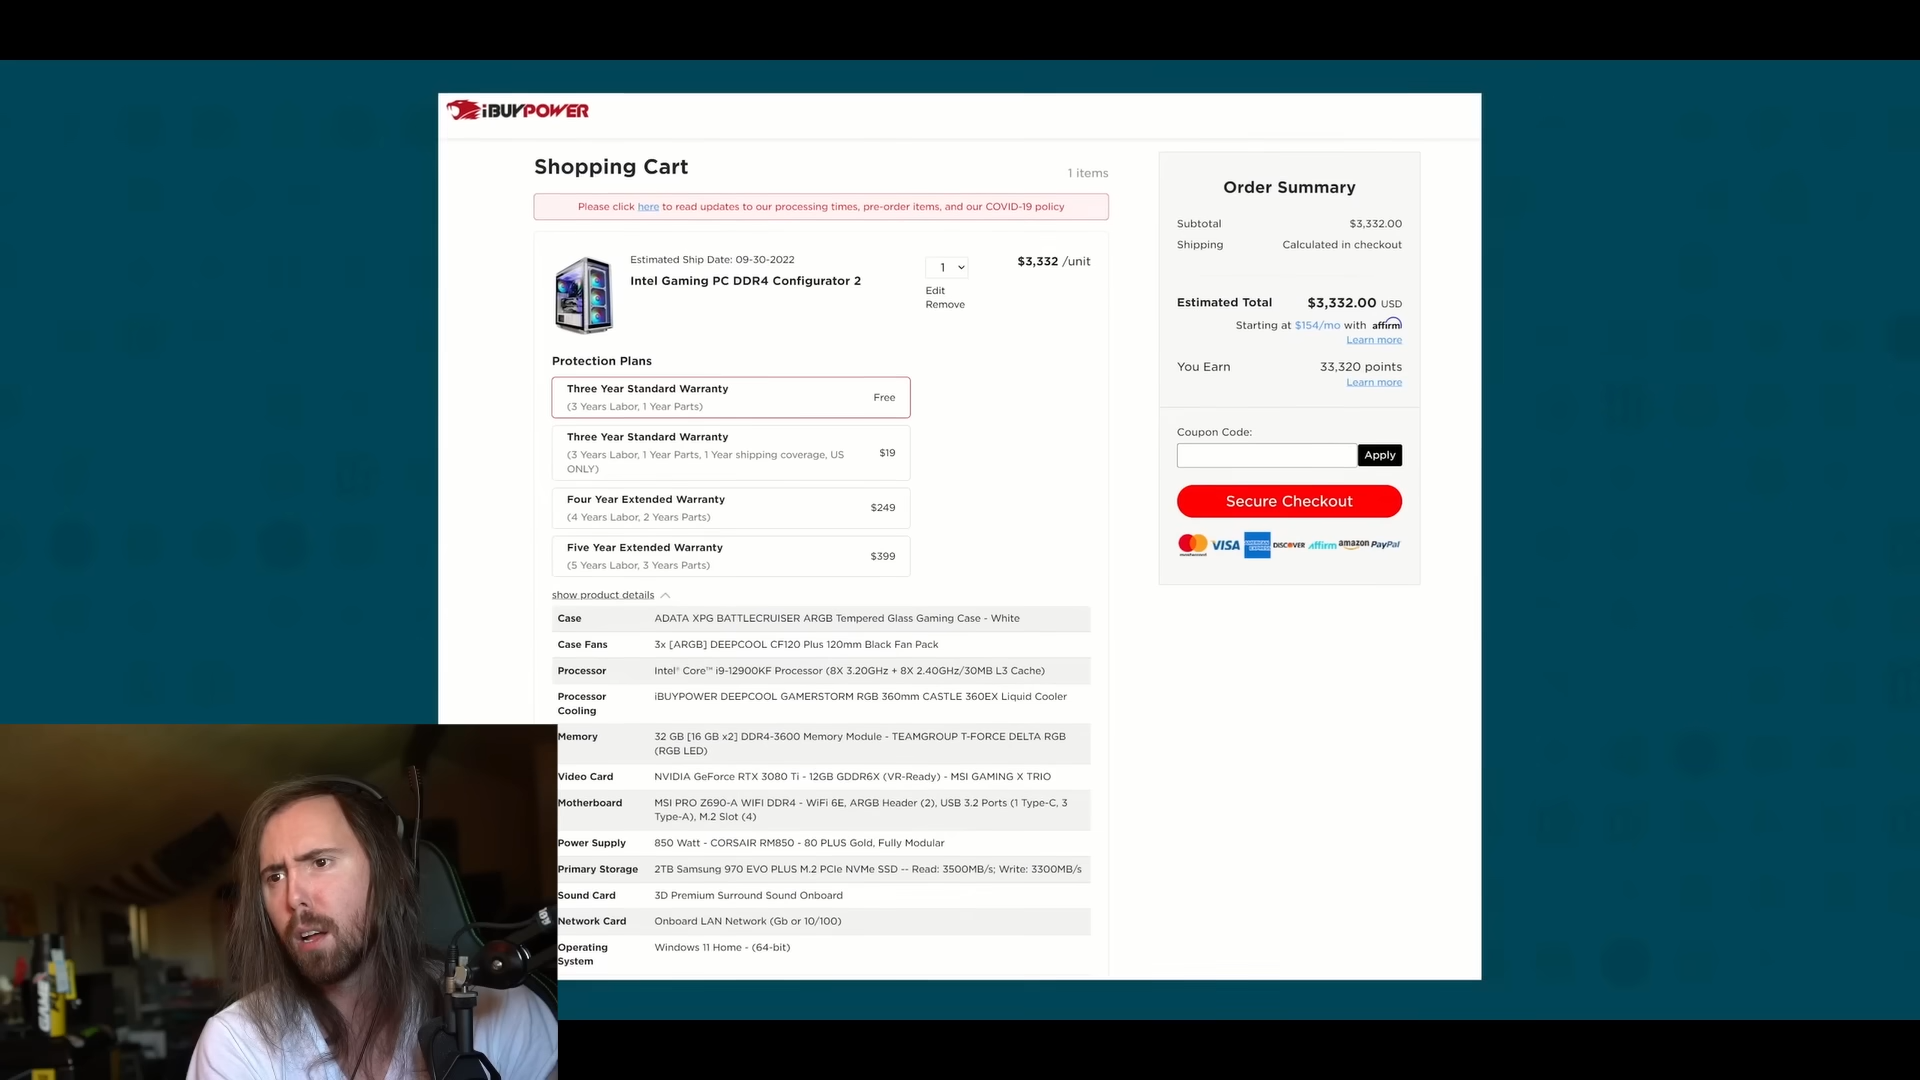 iBUYPOWER
Shopping Cart
1 items
Please click here to read updates to our processing times, pre-order items, and our COVID-19 policy
Estimated Ship Date: 09-30-2022
Intel Gaming PC DDR4 Configurator 2
1
Edit
Remove
$3,332 /unit
Protection Plans
Three Year Standard Warranty
(3 Years Labor, 1 Year Parts)
Free
Three Year Standard Warranty
(3 Years Labor, 1 Year Parts, 1 Year shipping coverage, US
ONLY)
$19
Four Year Extended Warranty
(4 Years Labor, 2 Years Parts)
$249
Five Year Extended Warranty
(5 Years Labor, 3 Years Parts)
$399
show product details
Case ADATA XPG BATTLECRUISER ARGB Tempered Glass Gaming Case - White
Case Fans 3x [ARGB] DEEPCOOL CF120 Plus 120mm Black Fan Pack
Processor Intel® Core™ i9-12900KF Processor (8X 3.20GHz + 8X 2.40GHz/30MB L3 Cache)
Processor iBUYPOWER DEEPCOOL GAMERSTORM RGB 360mm CASTLE 360EX Liquid Cooler
Cooling
Memory 32 GB [16 GB x2] DDR4-3600 Memory Module - TEAMGROUP T-FORCE DELTA RGB
(RGB LED)
Video Card NVIDIA GeForce RTX 3080 Ti - 12GB GDDR6X (VR-Ready) - MSI GAMING X TRIO
Motherboard MSI PRO Z690-A WIFI DDR4 - WiFi 6E, ARGB Header (2), USB 3.2 Ports (1 Type-C, 3
Type-A), M.2 Slot (4)
Power Supply 850 Watt - CORSAIR RM850 - 80 PLUS Gold, Fully Modular
Primary Storage 2TB Samsung 970 EVO PLUS M.2 PCIe NVMe SSD -- Read: 3500MB/s; Write: 3300MB/s
Sound Card 3D Premium Surround Sound Onboard
Network Card Onboard LAN Network (Gb or 10/100)
Operating Windows 11 Home - (64-bit)
System
Order Summary
Subtotal $3,332.00
Shipping Calculated in checkout
Estimated Total $3,332.00 USD
Starting at $154/mo with affirm
Learn more
You Earn 33,320 points
Learn more
Coupon Code:
Apply
Secure Checkout
VISA AMERICAN EXPRESS DISCOVER affirm amazon PayPal
GAME